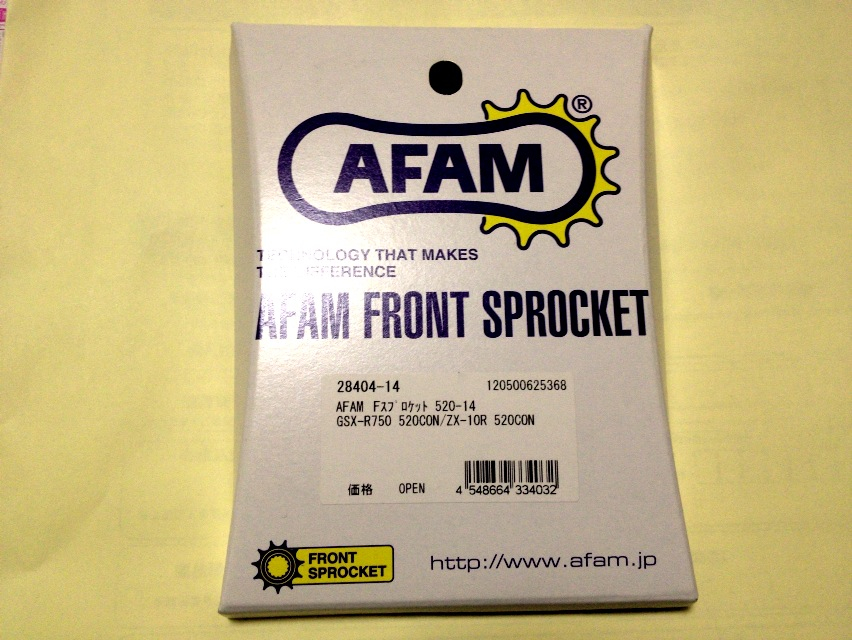 ®
AFAM
TECHNOLOGY THAT MAKES
THE DIFFERENCE
AFAM FRONT SPROCKET
28404-14 120500625368
AFAM Fｽﾌﾟﾛｹｯﾄ 520-14
GSX-R750 520CON/ZX-10R 520CON
価格 OPEN 4 548664 334032
FRONT
SPROCKET
http://www.afam.jp